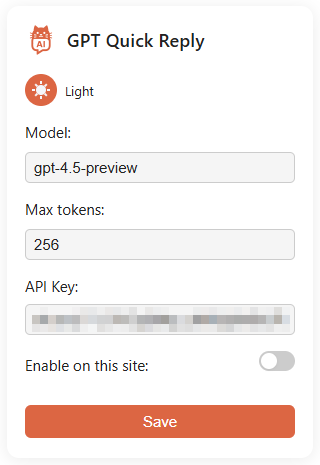 AI
GPT Quick Reply
Light
Model:
gpt-4.5-preview
Max tokens:
256
API Key:
Enable on this site:
Save